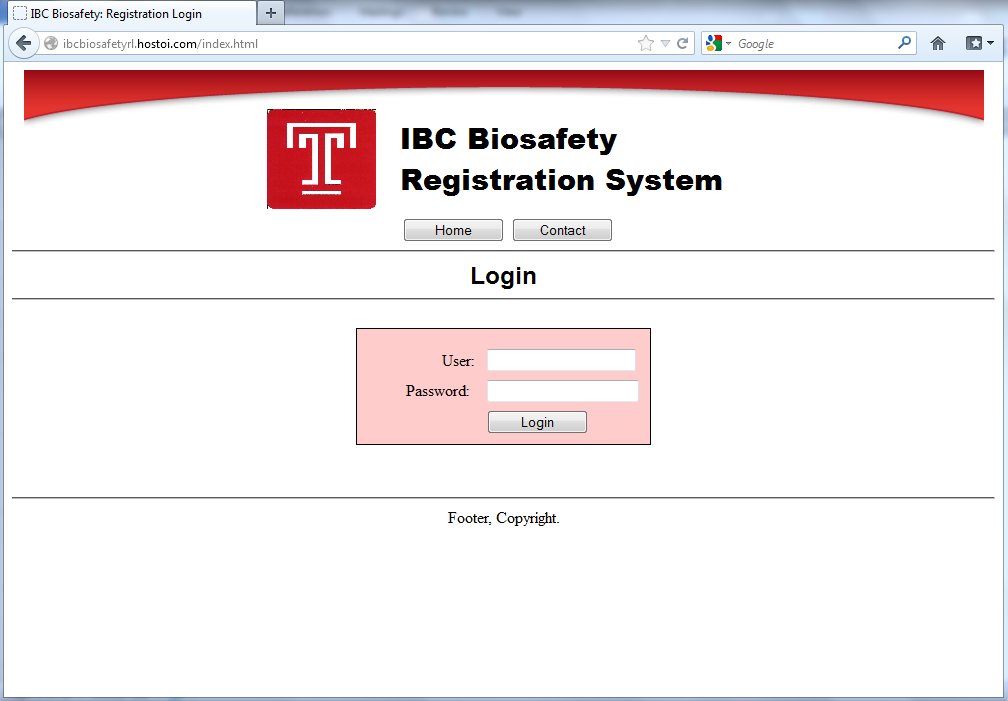 IBC Biosafety: Registration Login
ibcbiosafetyrl.hostoi.com/index.html
Google
T
IBC Biosafety
Registration System
Home
Contact
Login
User:
Password:
Login
Footer, Copyright.